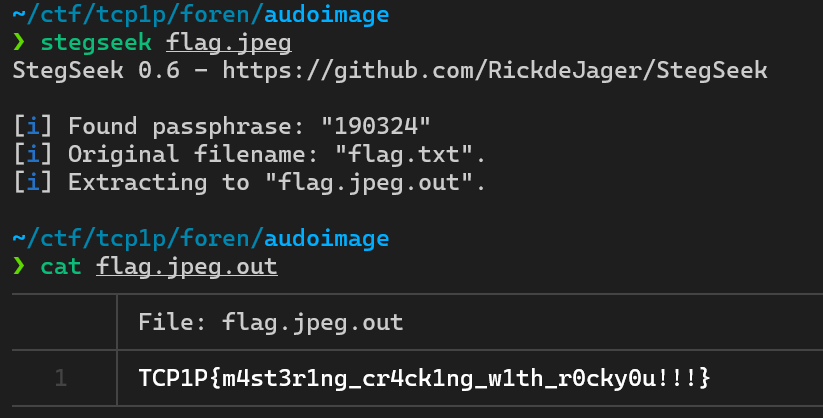 ~/ctf/tcp1p/foren/audoimage
❯ stegseek flag.jpeg
StegSeek 0.6 - https://github.com/RickdeJager/StegSeek
[i] Found passphrase: "190324"
[i] Original filename: "flag.txt".
[i] Extracting to "flag.jpeg.out".
~/ctf/tcp1p/foren/audoimage
❯ cat flag.jpeg.out
File: flag.jpeg.out
1 TCP1P{m4st3r1ng_cr4ck1ng_w1th_r0cky0u!!!}